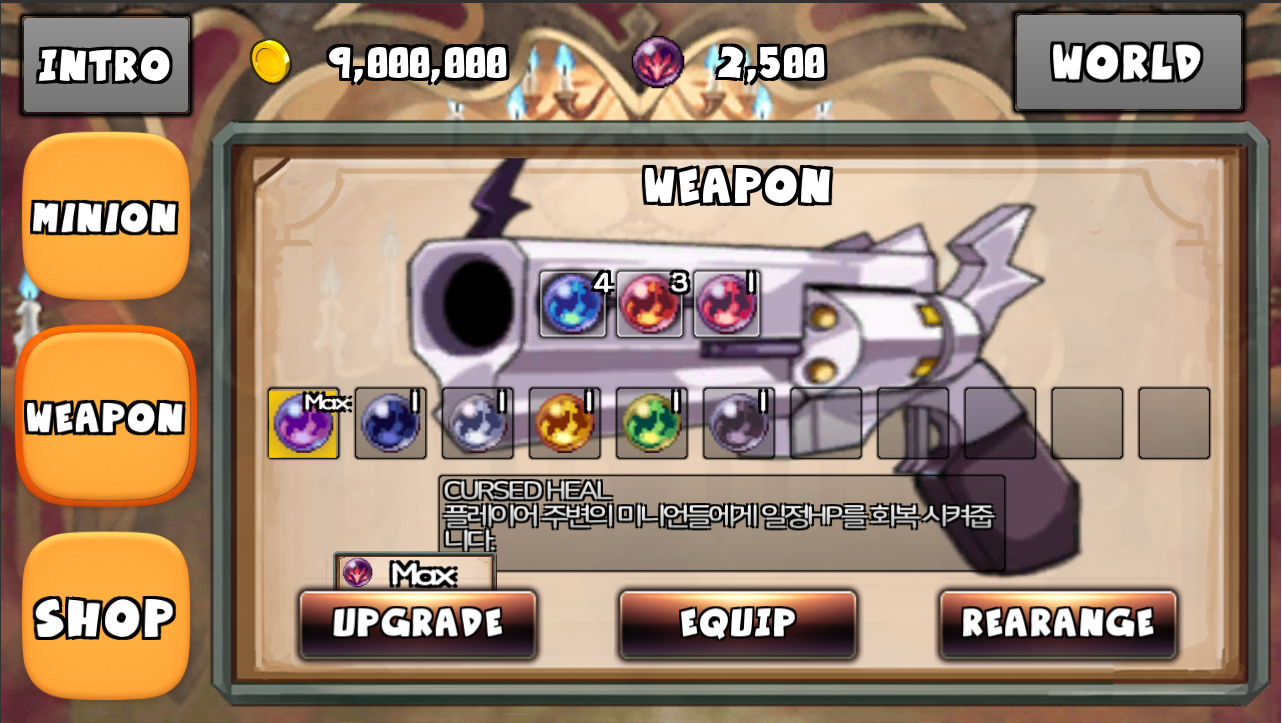 INTRO
9,000,000
2,500
WORLD
MINION
WEAPON
SHOP
WEAPON
4
3
1
Max
1
1
1
1
1
CURSED HEAL
플레이어 주변의 미니언들에게 일정HP를 회복 시켜줍
니다.
Max
UPGRADE
EQUIP
REARANGE